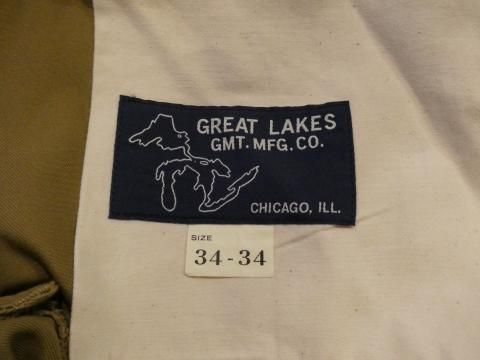 GREAT LAKES
GMT. MFG. CO.
CHICAGO, ILL.
SIZE
34-34